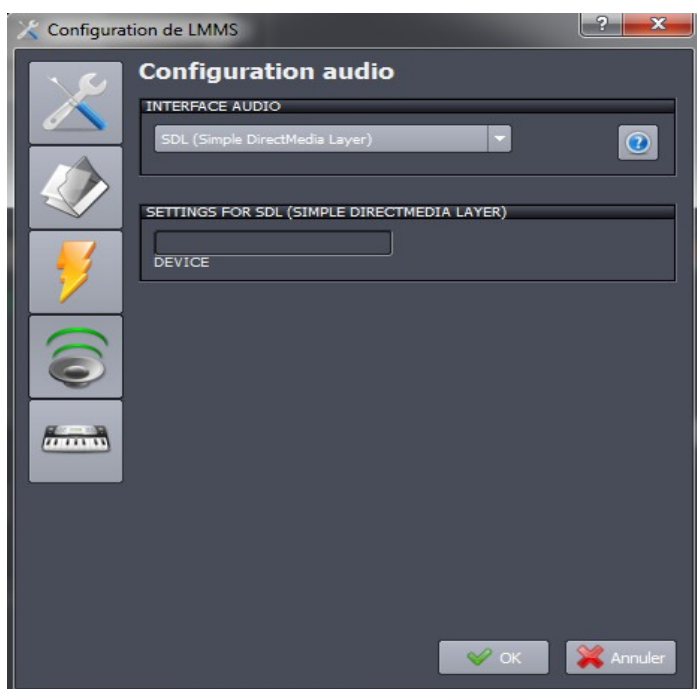 Configuration de LMMS
Configuration audio
INTERFACE AUDIO
SDL (Simple DirectMedia Layer)
SETTINGS FOR SDL (SIMPLE DIRECTMEDIA LAYER)
DEVICE
OK
Annuler